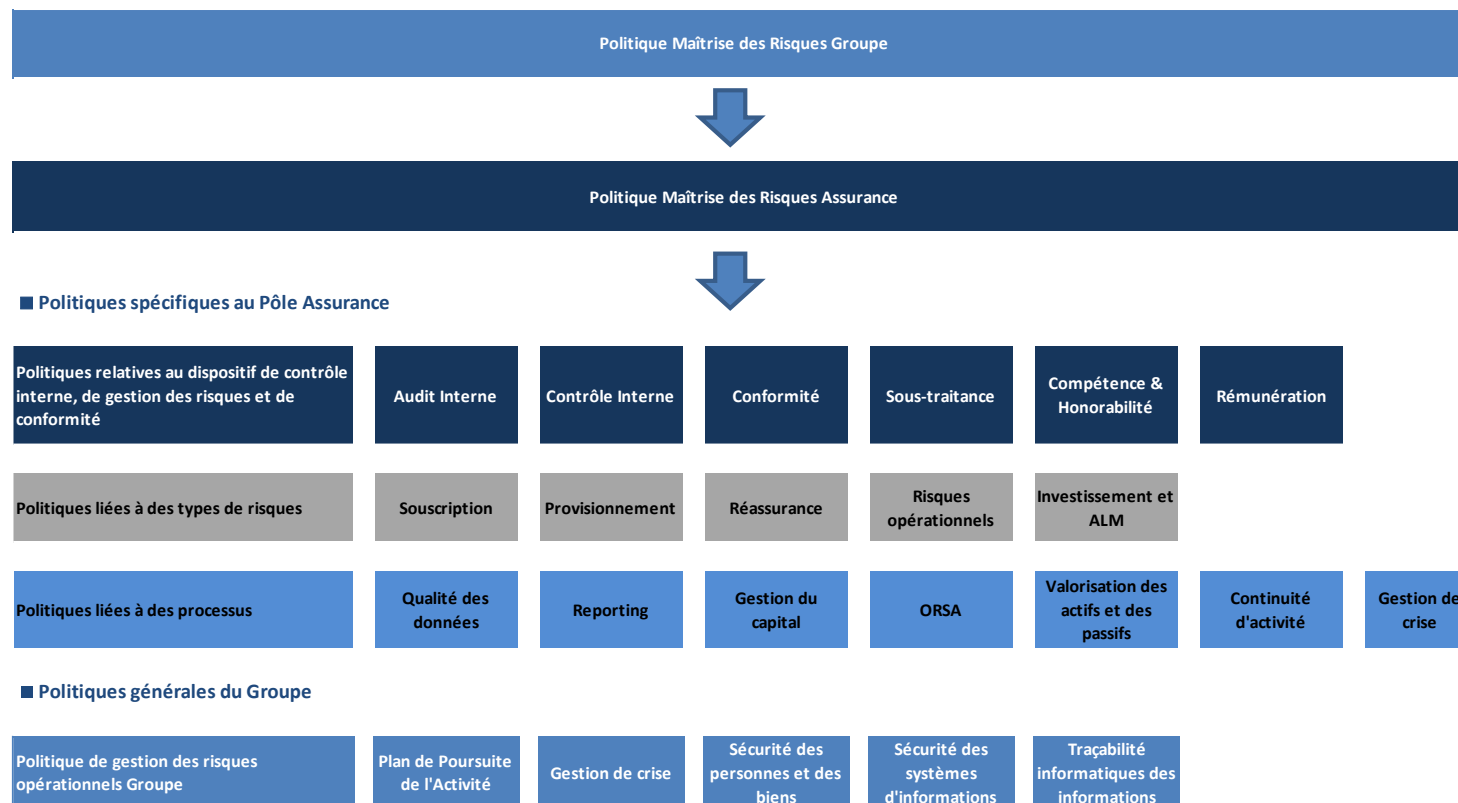 Politique Maîtrise des Risques Groupe
Politique Maîtrise des Risques Assurance
Politiques spécifiques au Pôle Assurance
Politiques relatives au dispositif de contrôle
interne, de gestion des risques et de
conformité
Audit Interne
Contrôle Interne
Conformité
Sous-traitance
Compétence &
Honorabilité
Rémunération
Politiques liées à des types de risques
Souscription
Provisionnement
Réassurance
Risques
opérationnels
Investissement et
ALM
Politiques liées à des processus
Qualité des
données
Reporting
Gestion du
capital
ORSA
Valorisation des
actifs et des
passifs
Continuité
d'activité
Gestion de
crise
Politiques générales du Groupe
Politique de gestion des risques
opérationnels Groupe
Plan de Poursuite
de l'Activité
Gestion de crise
Sécurité des
personnes et des
biens
Sécurité des
systèmes
d'informations
Traçabilité
informatiques des
informations